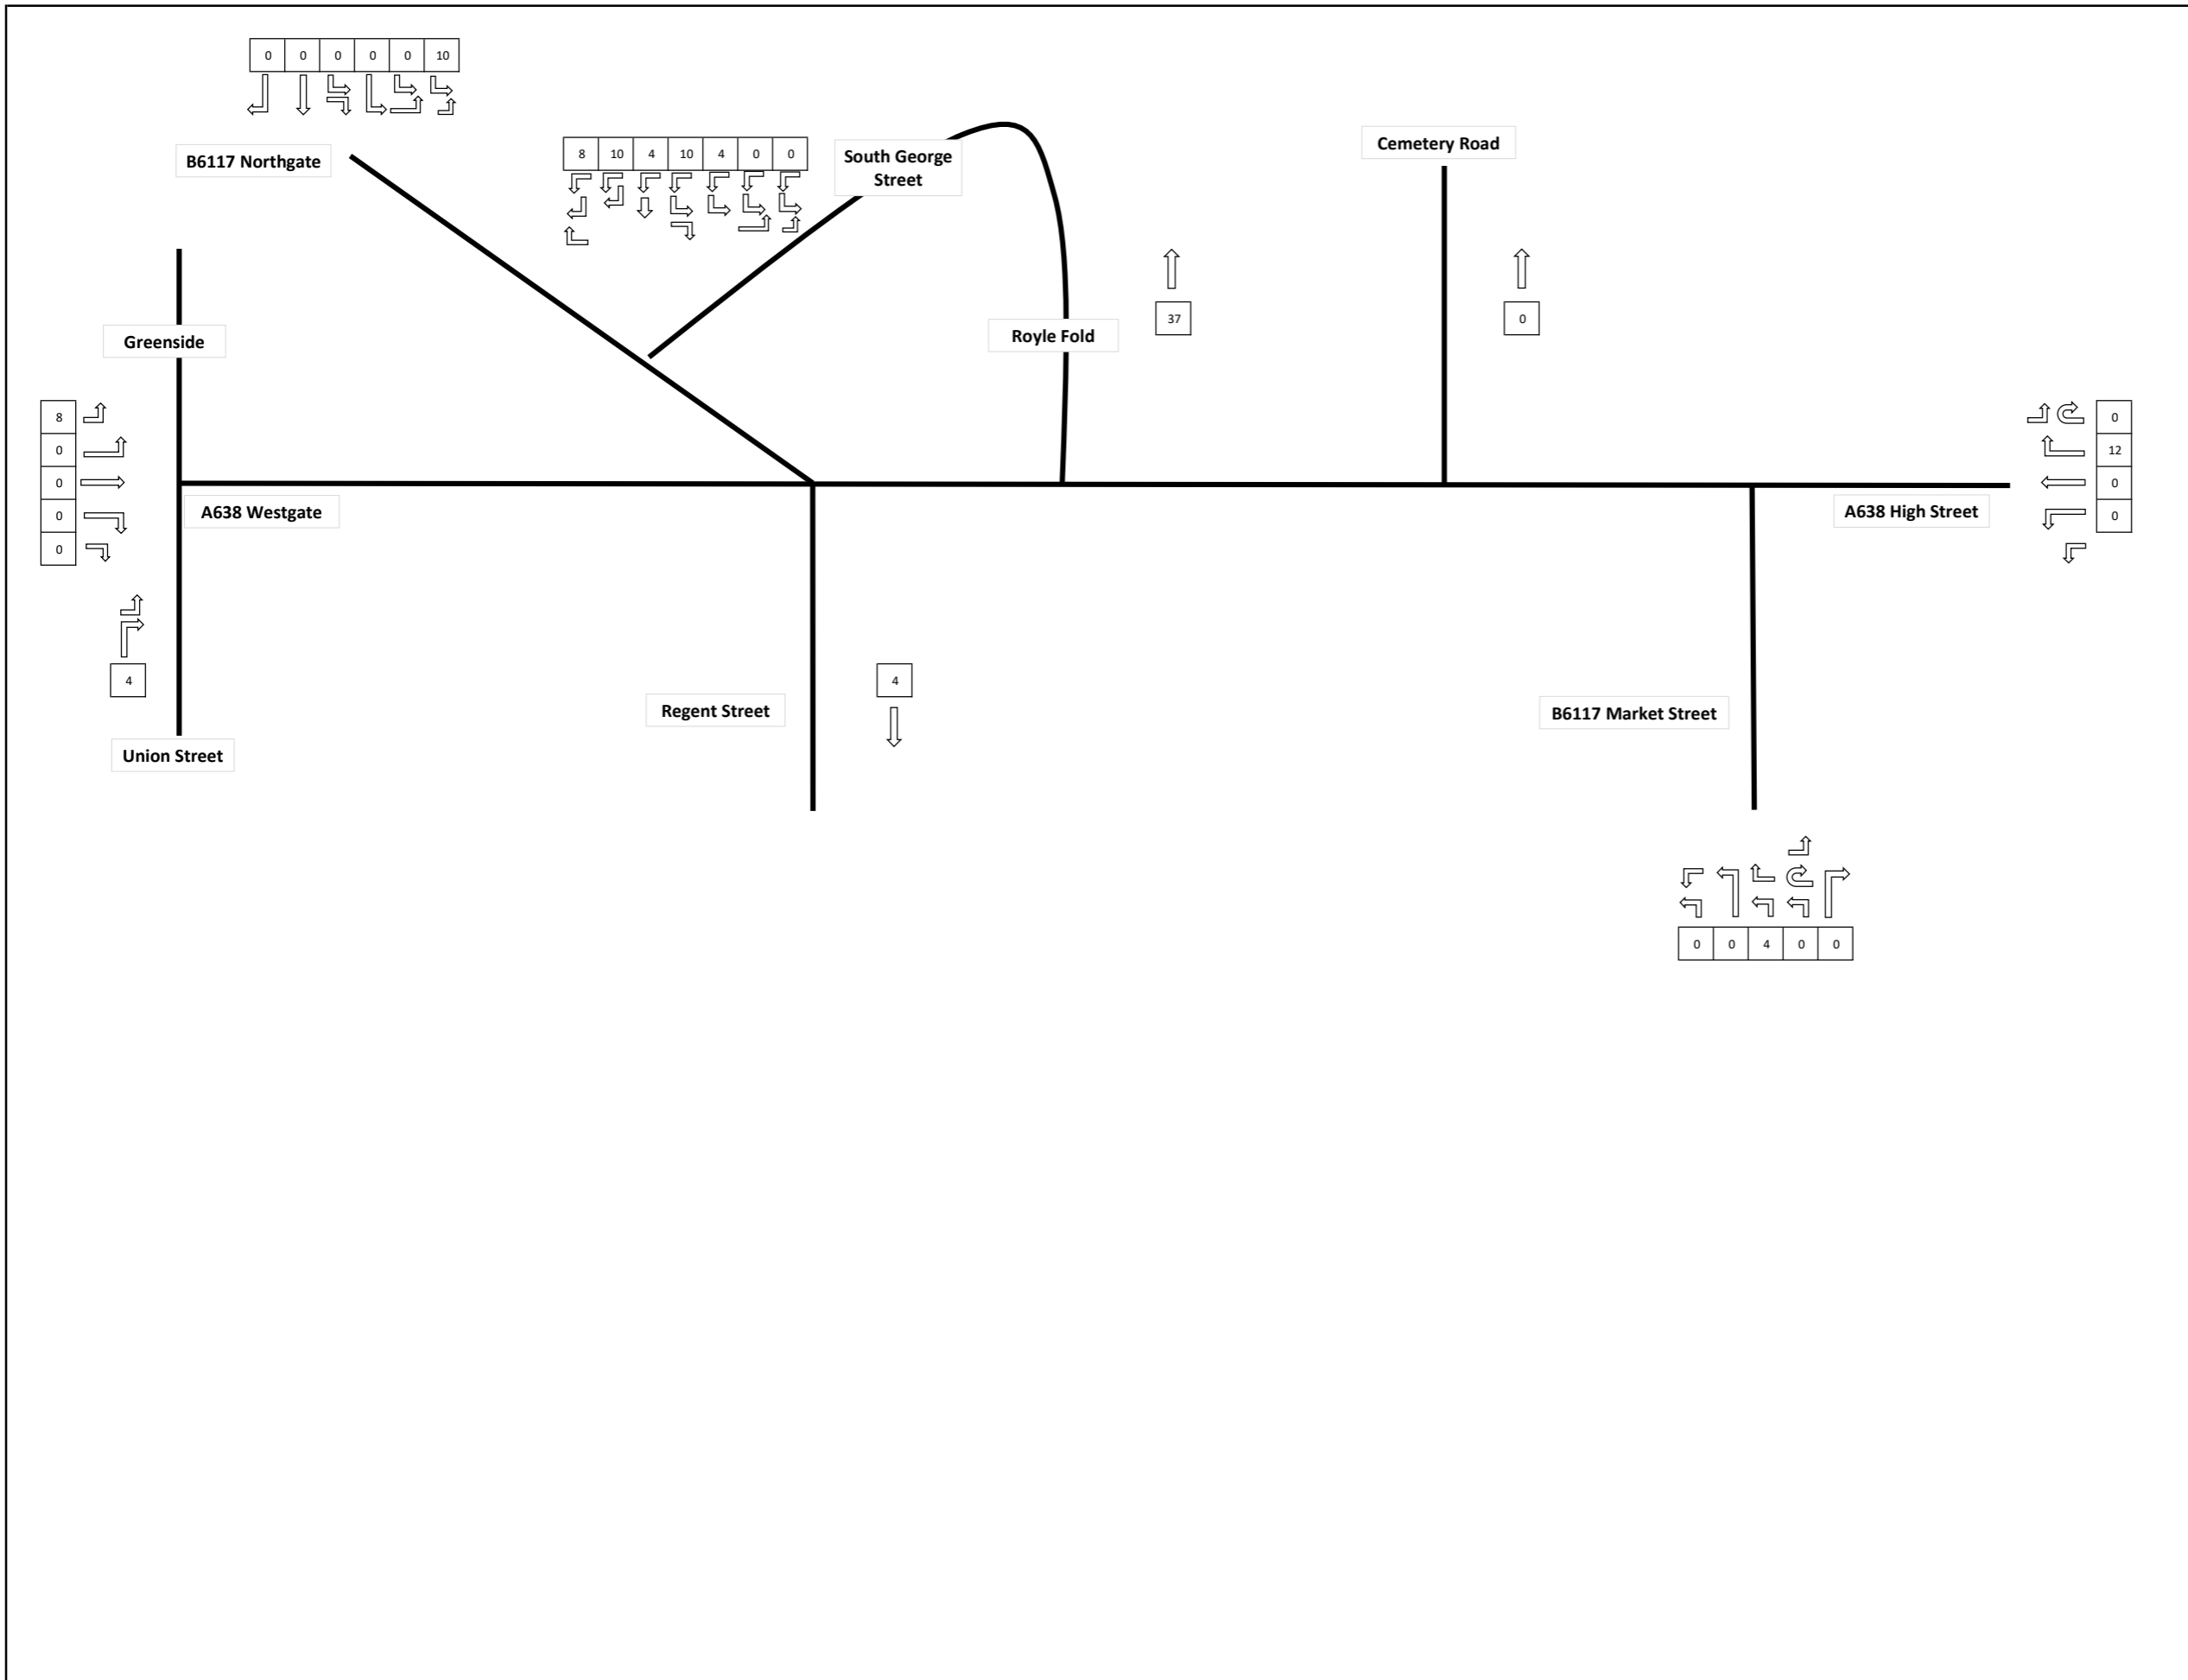 0 0 0 0 0 10
B6117 Northgate
8 10 4 10 4 0 0
South George
Street
Cemetery Road
37
0
Greenside
Royle Fold
8
0
0
0
0
0
12
0
0
A638 Westgate
A638 High Street
4
4
Regent Street
B6117 Market Street
Union Street
0 0 4 0 0